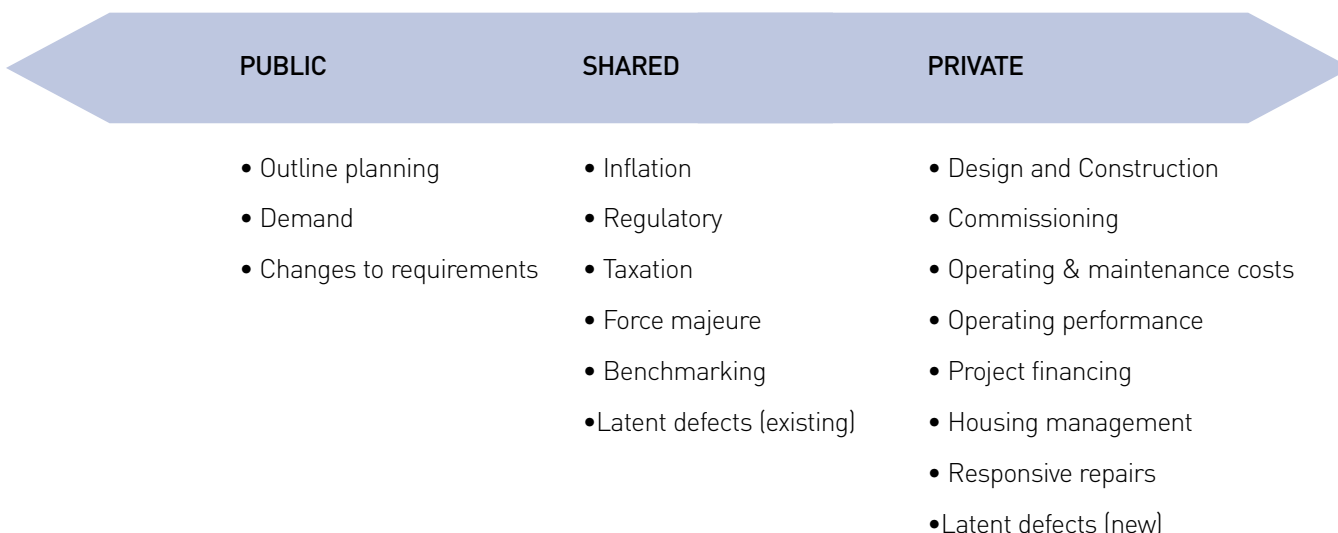 PUBLIC
• Outline planning
• Demand
• Changes to requirements
SHARED
• Inflation
• Regulatory
• Taxation
• Force majeure
• Benchmarking
•Latent defects (existing)
PRIVATE
• Design and Construction
• Commissioning
• Operating & maintenance costs
• Operating performance
• Project financing
• Housing management
• Responsive repairs
•Latent defects (new)